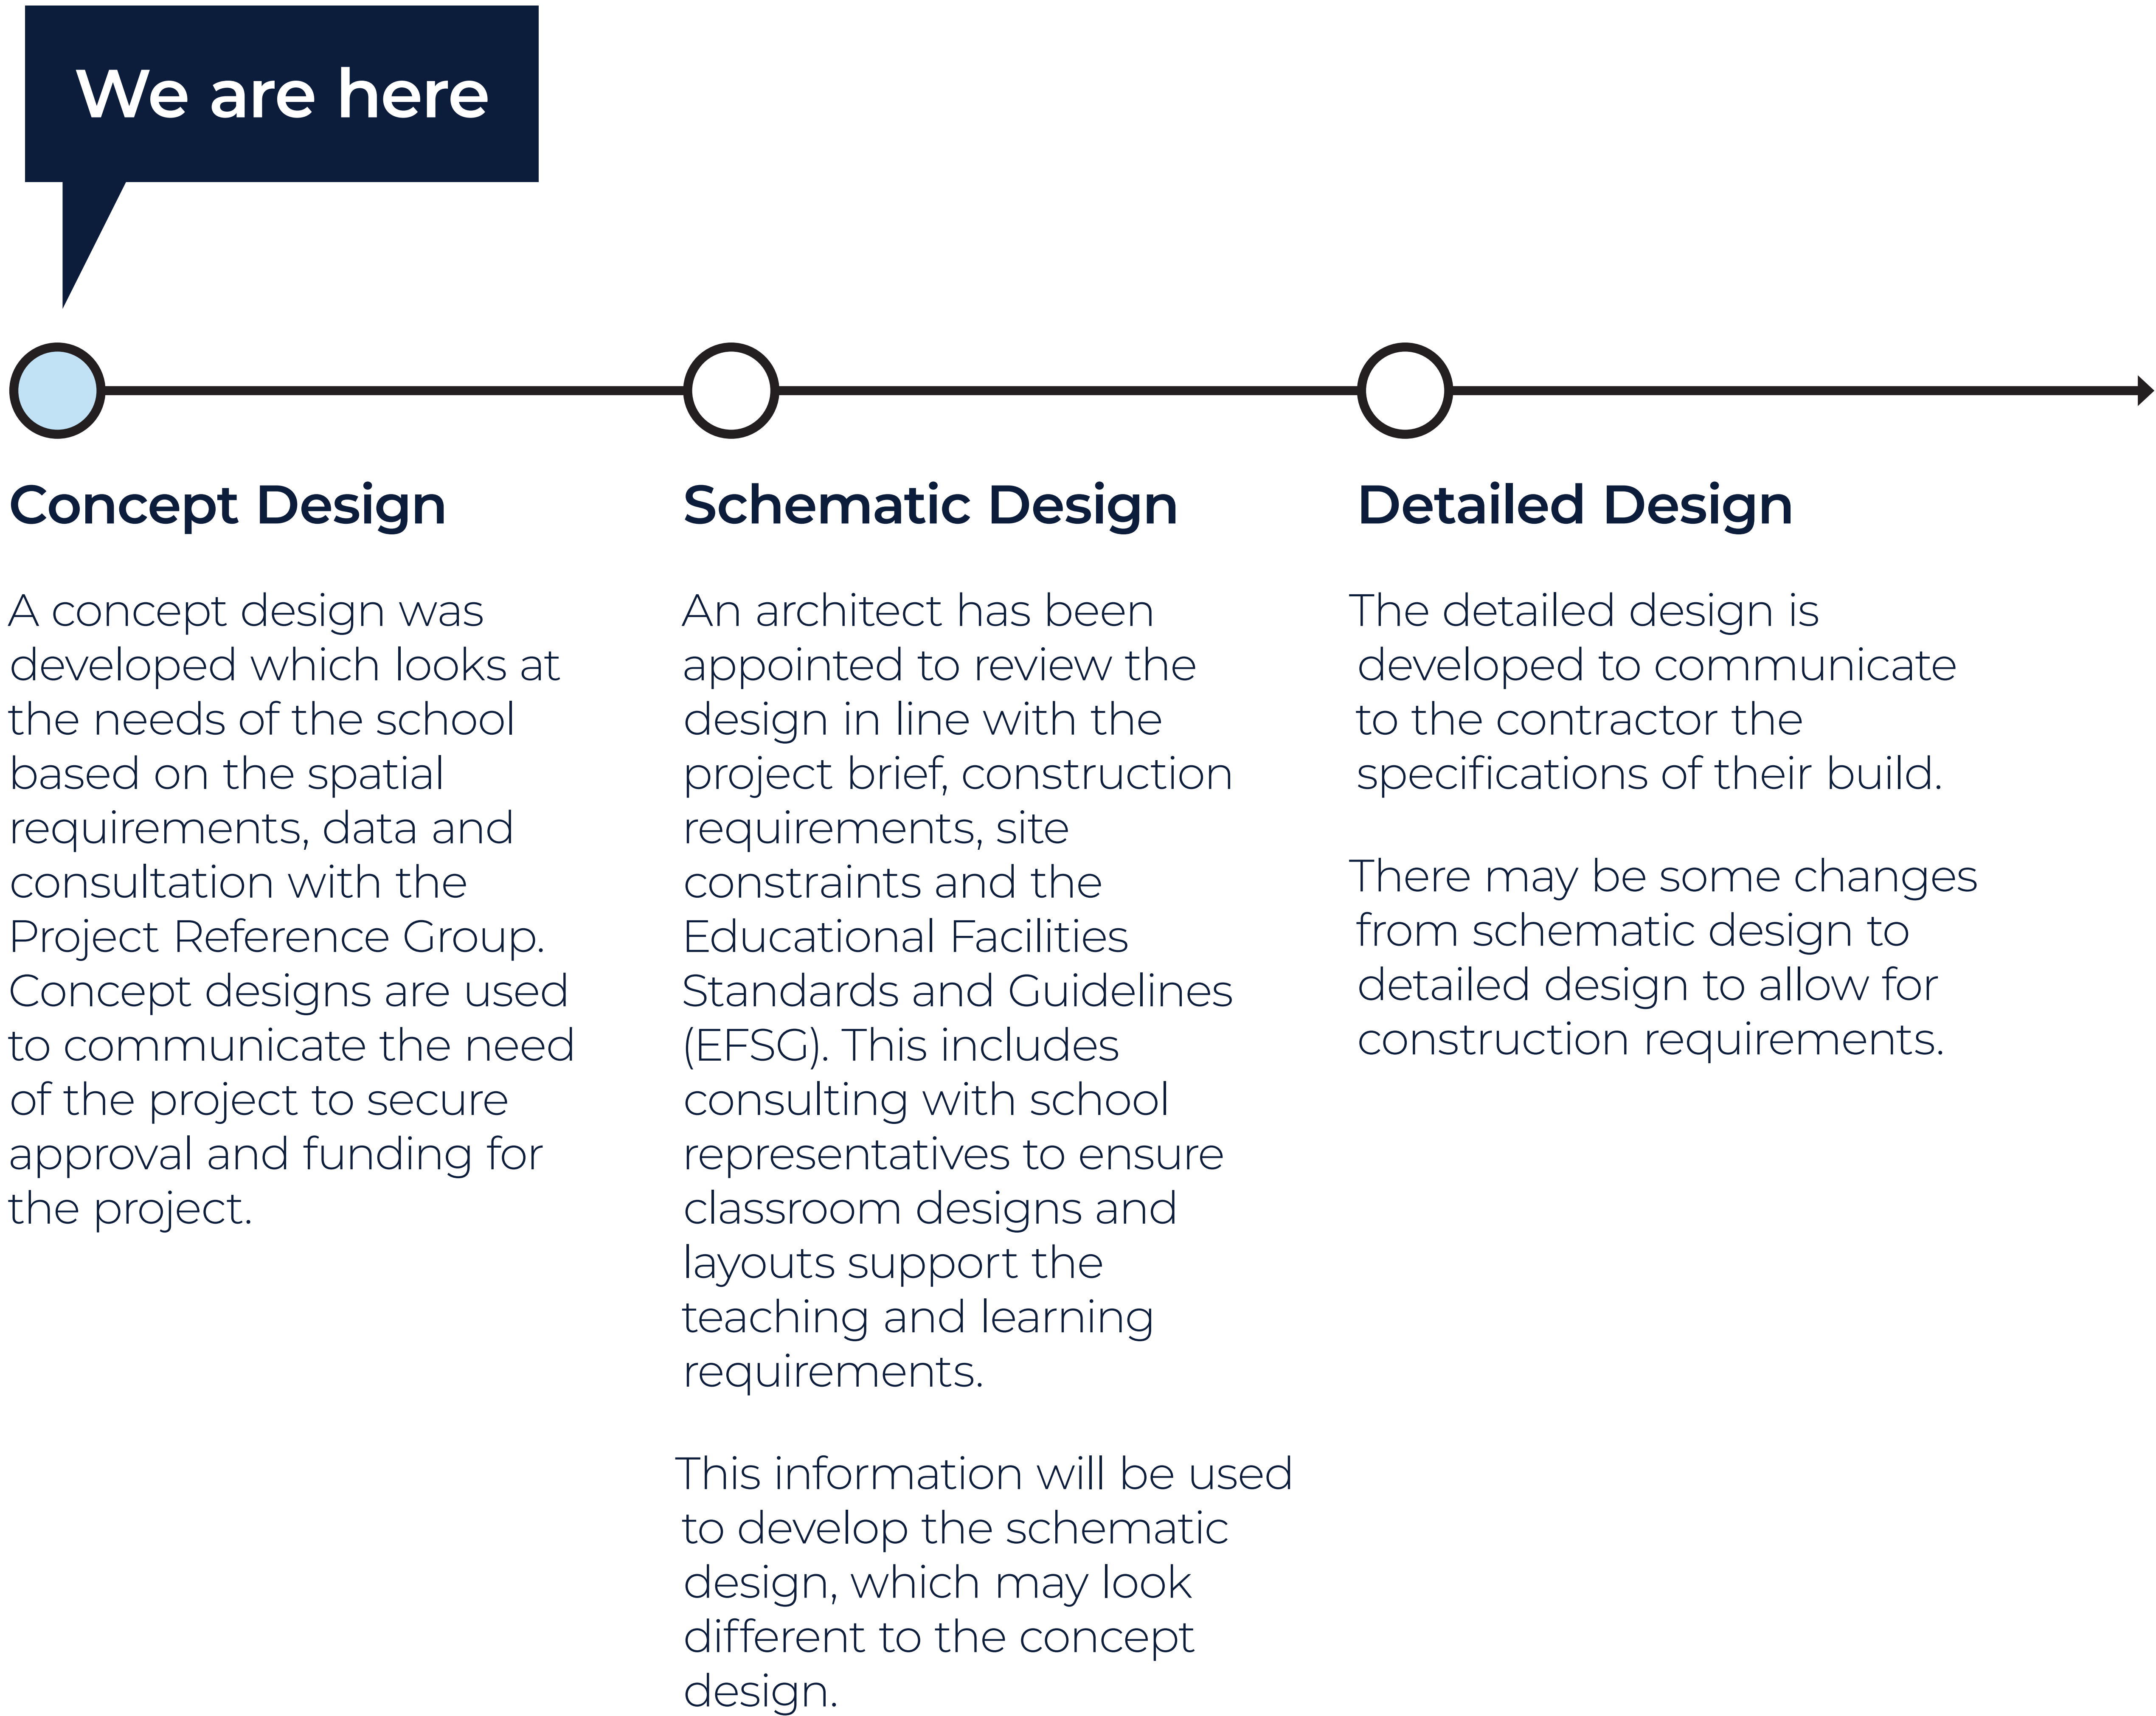 We are here
Concept Design
A concept design was
developed which looks at
the needs of the school
based on the spatial
requirements, data and
consultation with the
Project Reference Group.
Concept designs are used
to communicate the need
of the project to secure
approval and funding for
the project.
Schematic Design
An architect has been
appointed to review the
design in line with the
project brief, construction
requirements, site
constraints and the
Educational Facilities
Standards and Guidelines
(EFSG). This includes
consulting with school
representatives to ensure
classroom designs and
layouts support the
teaching and learning
requirements.
This information will be used
to develop the schematic
design, which may look
different to the concept
design.
Detailed Design
The detailed design is
developed to communicate
to the contractor the
specifications of their build.
There may be some changes
from schematic design to
detailed design to allow for
construction requirements.